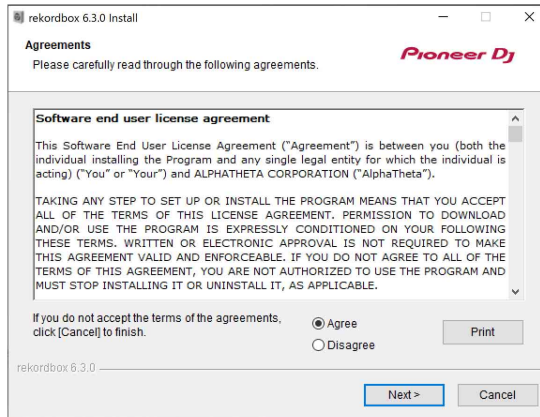 rekordbox 6.3.0 Install
Agreements
Please carefully read through the following agreements.
Pioneer Dj
Software end user license agreement
This Software End User License Agreement (“Agreement”) is between you (both the
individual installing the Program and any single legal entity for which the individual is
acting) (“You” or “Your”) and ALPHATHETA CORPORATION (“AlphaTheta”).
TAKING ANY STEP TO SET UP OR INSTALL THE PROGRAM MEANS THAT YOU ACCEPT
ALL OF THE TERMS OF THIS LICENSE AGREEMENT. PERMISSION TO DOWNLOAD
AND/OR USE THE PROGRAM IS EXPRESSLY CONDITIONED ON YOUR FOLLOWING
THESE TERMS. WRITTEN OR ELECTRONIC APPROVAL IS NOT REQUIRED TO MAKE
THIS AGREEMENT VALID AND ENFORCEABLE. IF YOU DO NOT AGREE TO ALL OF THE
TERMS OF THIS AGREEMENT, YOU ARE NOT AUTHORIZED TO USE THE PROGRAM AND
MUST STOP INSTALLING IT OR UNINSTALL IT, AS APPLICABLE.
If you do not accept the terms of the agreements,
click [Cancel] to finish.
Agree
Disagree
Print
rekordbox 6.3.0
Next >
Cancel